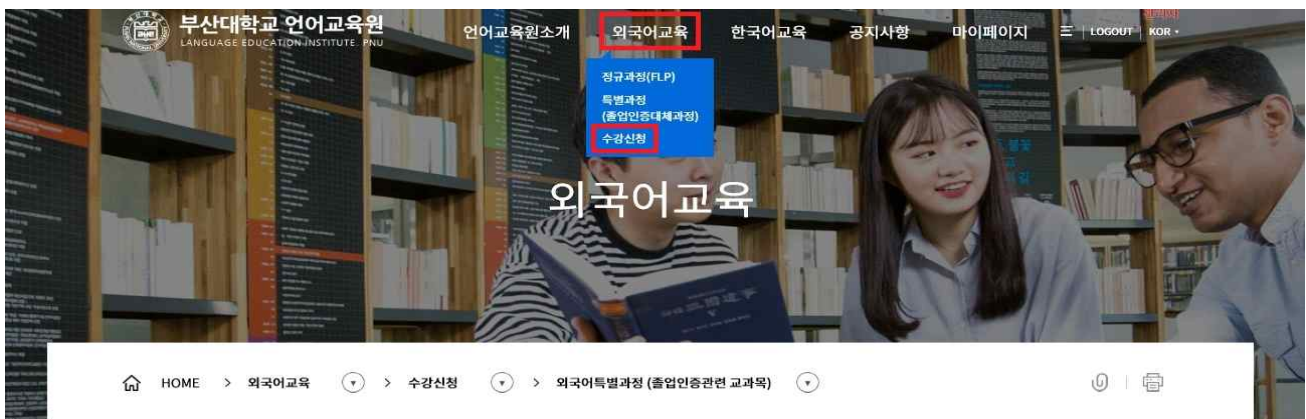 부산대학교 언어교육원
LANGUAGE EDUCATION INSTITUTE. PNU
언어교육원소개 외국어교육 한국어교육 공지사항 마이페이지 LOGOUT KOR
정규과정(FLP)
특별과정
(졸업인증대체과정)
수강신청
외국어교육
HOME > 외국어교육 > 수강신청 > 외국어특별과정 (졸업인증관련 교과목)